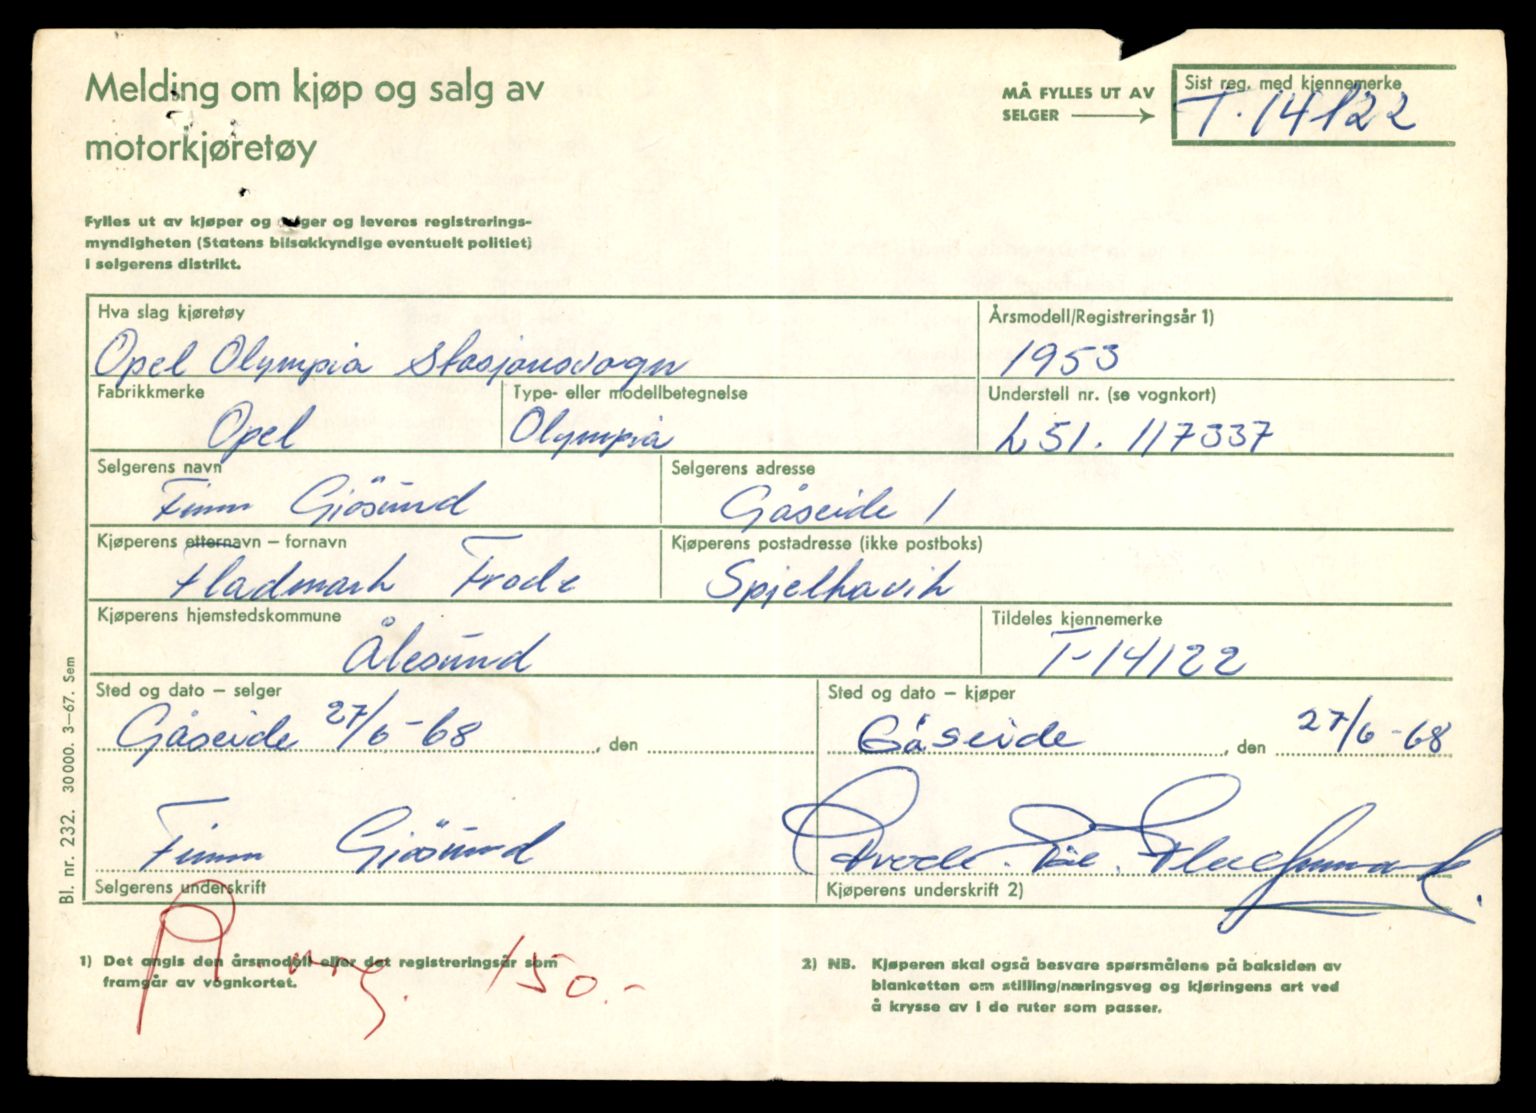 Melding om kjøp og salg av
motorkjøretøy
MÅ FYLLES UT AV
SELGER
Sist reg. med kjennemerke
T-14122
Fylles ut av kjøper og selger og leveres registrerings-
myndigheten (Statens bilsakkyndige eventuelt politiet)
i selgerens distrikt.
Hva slag kjøretøy
Opel Olympia Stasjonsvogn
Årsmodell/Registreringsår 1)
1953
Fabrikkmerke
Opel
Type- eller modellbetegnelse
Olympia
Understell nr. (se vognkort)
L51. 117337
Selgerens navn
Finn Gjösund
Selgerens adresse
Gåseide 1
Kjøperens etternavn – fornavn
Fladmark Frode
Kjøperens postadresse (ikke postboks)
Spjelkavik
Kjøperens hjemstedskommune
Ålesund
Tildeles kjennemerke
T-14122
Sted og dato – selger
Gåseide 27/6-68 , den
Sted og dato – kjøper
Gåseide , den 27/6-68
Finn Gjösund
Selgerens underskrift
Frode Fladmark.
Kjøperens underskrift 2)
150.-
1) Det angis den årsmodell eller det registreringsår som
framgår av vognkortet.
2) NB. Kjøperen skal også besvare spørsmålene på baksiden av
blanketten om stilling/næringsveg og kjøringens art ved
å krysse av i de ruter som passer.
Bl. nr. 232. 30000. 3–67. Sem